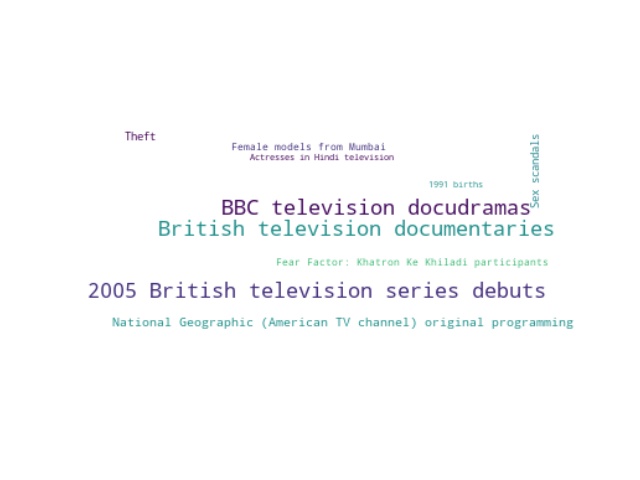 Theft
Female models from Mumbai
Actresses in Hindi television
Sex scandals
1991 births
BBC television docudramas
British television documentaries
Fear Factor: Khatron Ke Khiladi participants
2005 British television series debuts
National Geographic (American TV channel) original programming